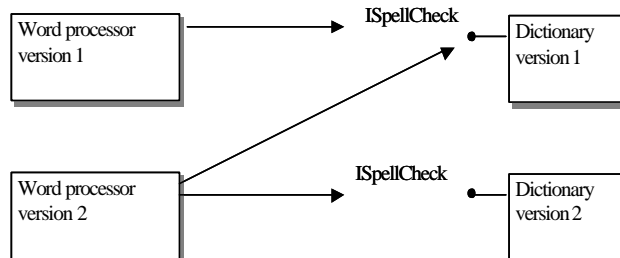 Word processor
version 1
ISpellCheck
Dictionary
version 1
Word processor
version 2
ISpellCheck
Dictionary
version 2